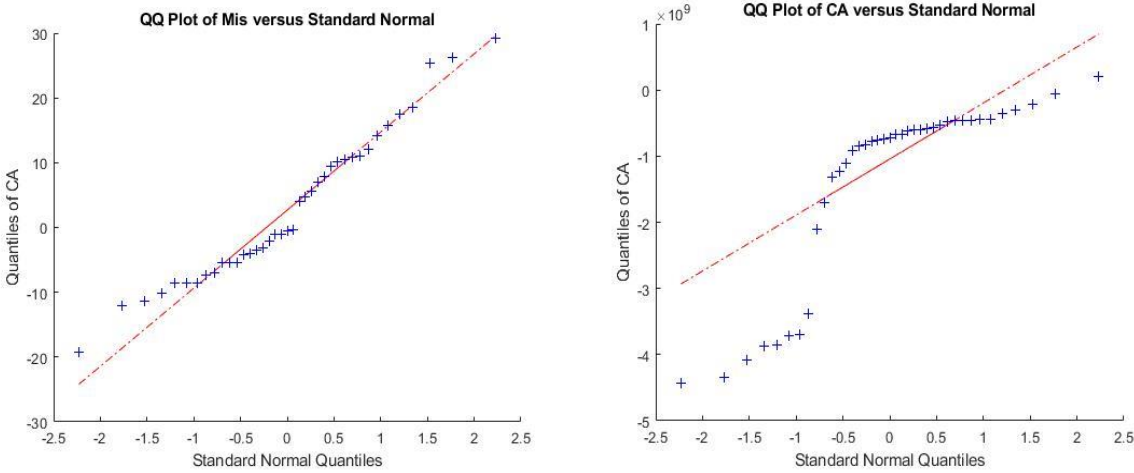 QQ Plot of Mis versus Standard Normal
30
20
10
0
-10
-20
-30
-2.5 -2 -1.5 -1 -0.5 0 0.5 1 1.5 2 2.5
Quantiles of CA
Standard Normal Quantiles
QQ Plot of CA versus Standard Normal
1 ×10^9
0
-1
-2
-3
-4
-5
-2.5 -2 -1.5 -1 -0.5 0 0.5 1 1.5 2 2.5
Quantiles of CA
Standard Normal Quantiles